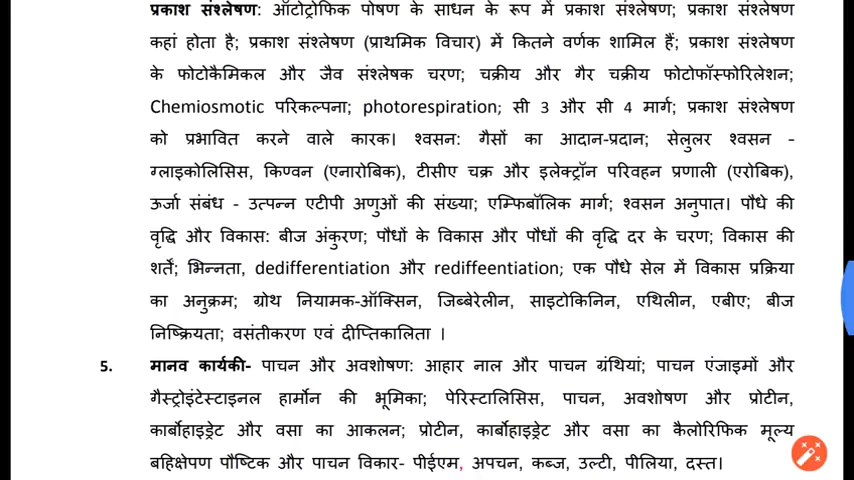 प्रकाश संश्लेषण: ऑटोट्रोफिक पोषण के साधन के रूप में प्रकाश संश्लेषण; प्रकाश संश्लेषण
कहां होता है; प्रकाश संश्लेषण (प्राथमिक विचार) में कितने वर्णक शामिल हैं; प्रकाश संश्लेषण
के फोटोकैमिकल और जैव संश्लेषक चरण; चक्रीय और गैर चक्रीय फोटोफॉस्फोरिलेशन;
Chemiosmotic परिकल्पना; photorespiration; सी 3 और सी 4 मार्ग; प्रकाश संश्लेषण
को प्रभावित करने वाले कारक। श्वसन: गैसों का आदान-प्रदान; सेलुलर श्वसन -
ग्लाइकोलिसिस, किण्वन (एनारोबिक), टीसीए चक्र और इलेक्ट्रॉन परिवहन प्रणाली (एरोबिक),
ऊर्जा संबंध - उत्पन्न एटीपी अणुओं की संख्या; एम्फिबॉलिक मार्ग; श्वसन अनुपात। पौधे की
वृद्धि और विकास: बीज अंकुरण; पौधों के विकास और पौधों की वृद्धि दर के चरण; विकास की
शर्तें; भिन्नता, dedifferentiation और rediffeentiation; एक पौधे सेल में विकास प्रक्रिया
का अनुक्रम; ग्रोथ नियामक-ऑक्सिन, जिब्बेरेलीन, साइटोकिनिन, एथिलीन, एबीए; बीज
निष्क्रियता; वसंतीकरण एवं दीप्तिकालिता ।
5. मानव कार्यकी- पाचन और अवशोषण: आहार नाल और पाचन ग्रंथियां; पाचन एंजाइमों और
गैस्ट्रोइंटेस्टाइनल हार्मोन की भूमिका; पेरिस्टालिसिस, पाचन, अवशोषण और प्रोटीन,
कार्बोहाइड्रेट और वसा का आकलन; प्रोटीन, कार्बोहाइड्रेट और वसा का कैलोरिफिक मूल्य
बहिक्षेपण पौष्टिक और पाचन विकार- पीईएम, अपचन, कब्ज, उल्टी, पीलिया, दस्त।